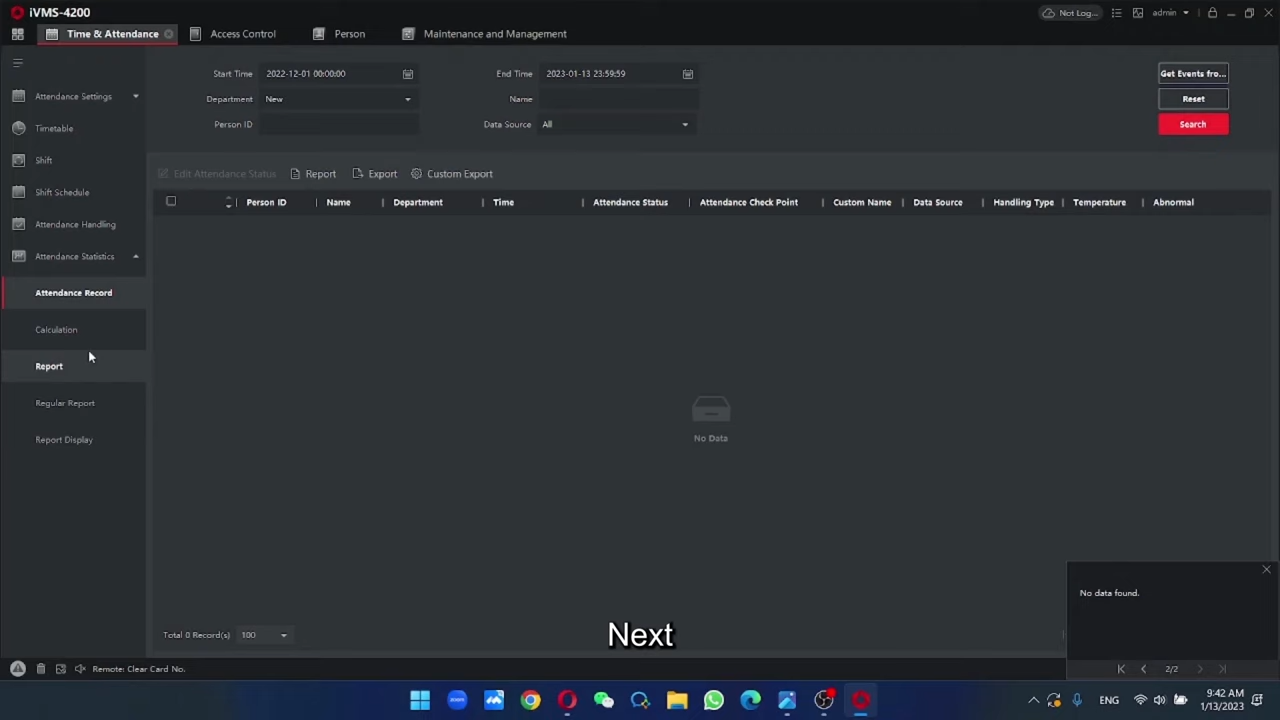 iVMS-4200
Not Log...
admin
Time & Attendance
Access Control
Person
Maintenance and Management
Start Time
2022-12-01 00:00:00
End Time
2023-01-13 23:59:59
Get Events fro...
Attendance Settings
Department
New
Name
Reset
Timetable
Person ID
Data Source
All
Search
Shift
Edit Attendance Status
Report
Export
Custom Export
Shift Schedule
Person ID
Name
Department
Time
Attendance Status
Attendance Check Point
Custom Name
Data Source
Handling Type
Temperature
Abnormal
Attendance Handling
Attendance Statistics
Attendance Record
Calculation
Report
Regular Report
Report Display
No Data
No data found.
Total 0 Record(s)
100
Next
Remote: Clear Card No.
2/2
zoom
ENG
9:42 AM
1/13/2023